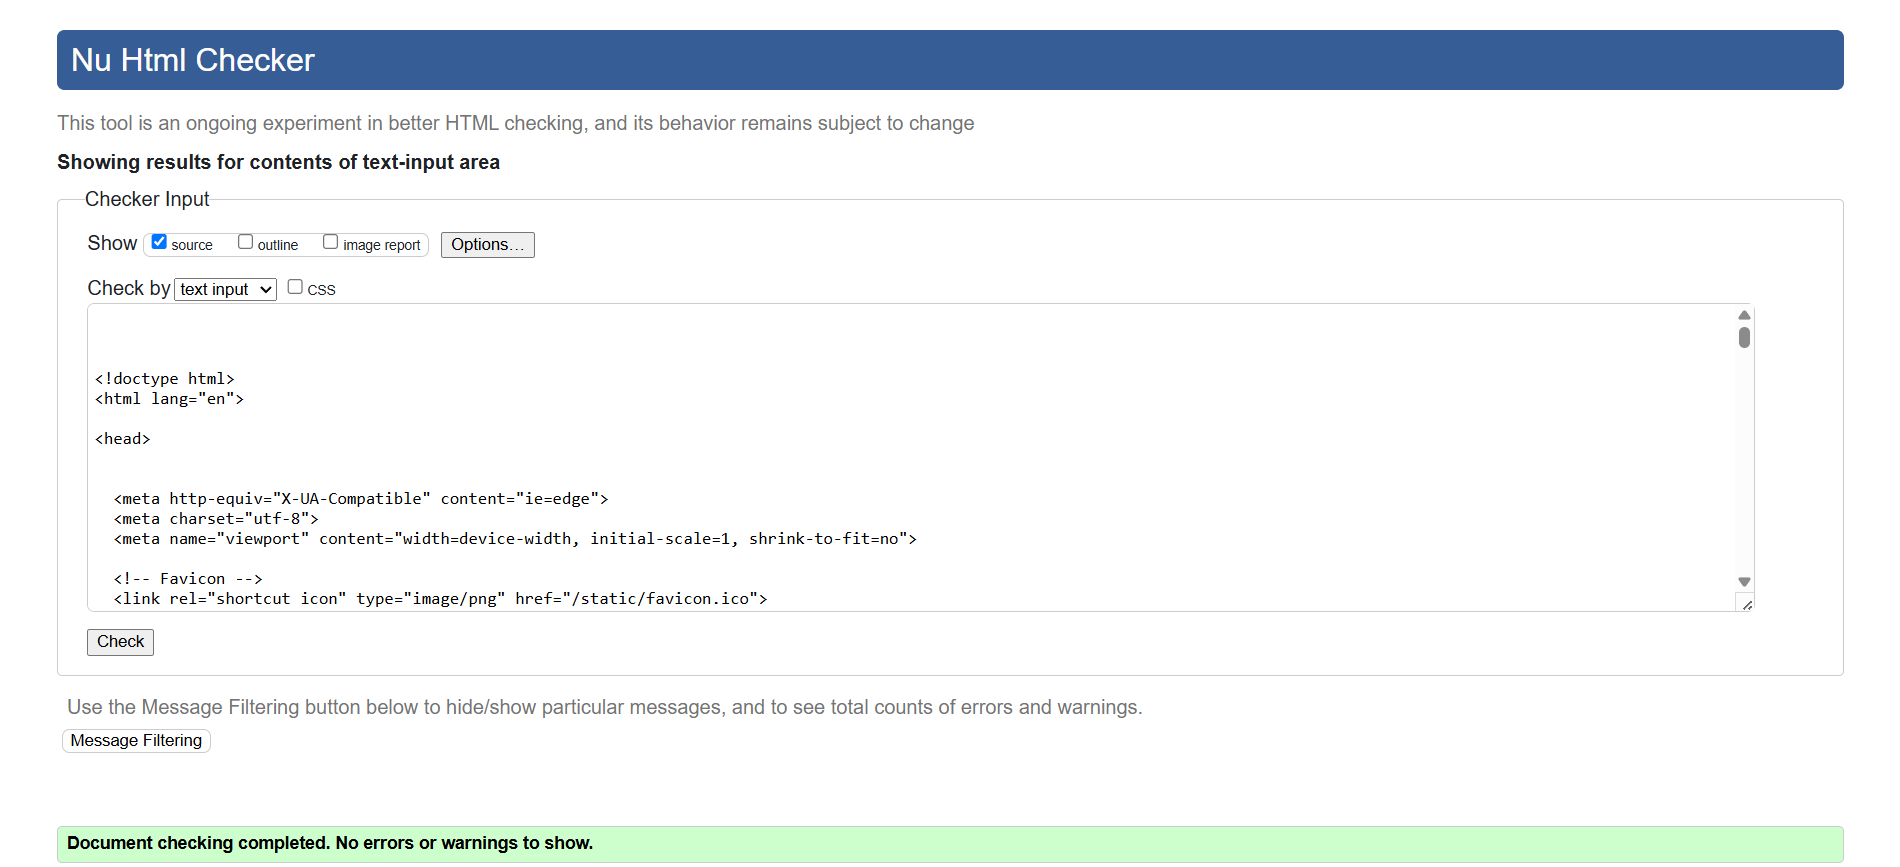 Nu Html Checker
This tool is an ongoing experiment in better HTML checking, and its behavior remains subject to change
Showing results for contents of text-input area
Checker Input
Show source outline image report Options...
Check by text input CSS
<!doctype html>
<html lang="en">
<head>
<meta http-equiv="X-UA-Compatible" content="ie=edge">
<meta charset="utf-8">
<meta name="viewport" content="width=device-width, initial-scale=1, shrink-to-fit=no">
<!-- Favicon -->
<link rel="shortcut icon" type="image/png" href="/static/favicon.ico">
Check
Use the Message Filtering button below to hide/show particular messages, and to see total counts of errors and warnings.
Message Filtering
Document checking completed. No errors or warnings to show.